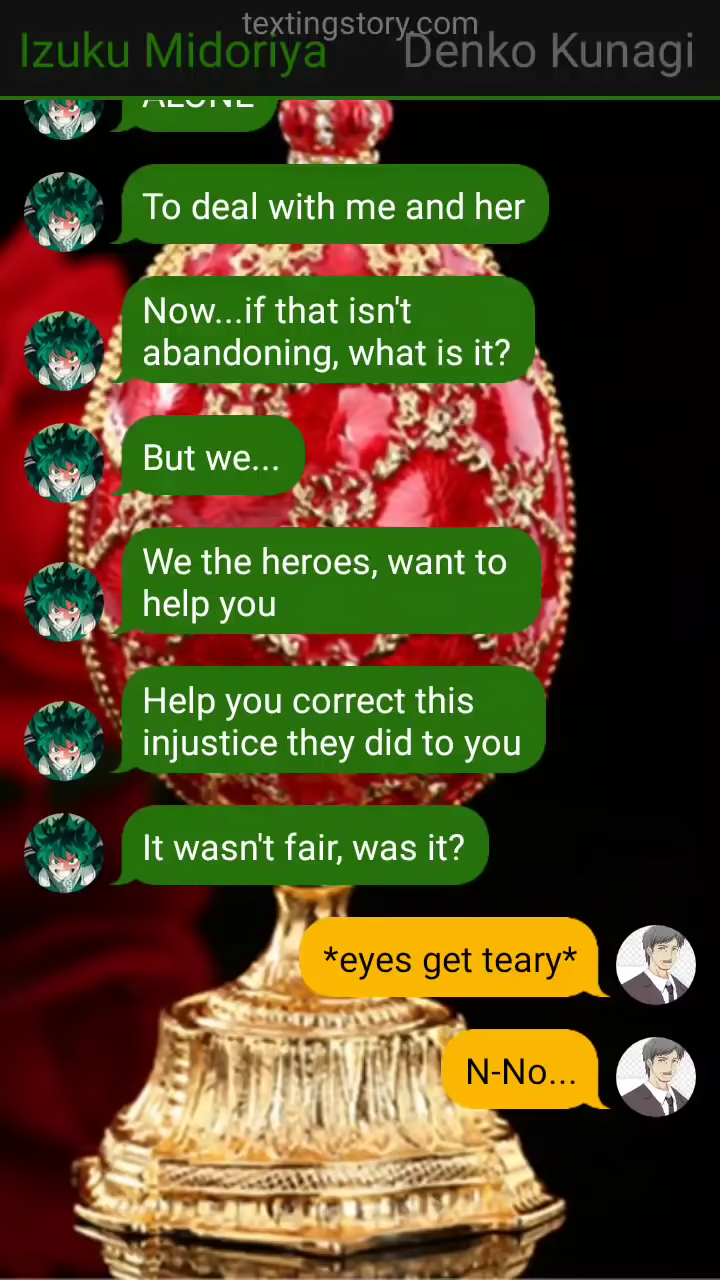 textingstory.com
Izuku Midoriya
Denko Kunagi
ALONE
To deal with me and her
Now...if that isn't
abandoning, what is it?
But we...
We the heroes, want to
help you
Help you correct this
injustice they did to you
It wasn't fair, was it?
*eyes get teary*
N-No...